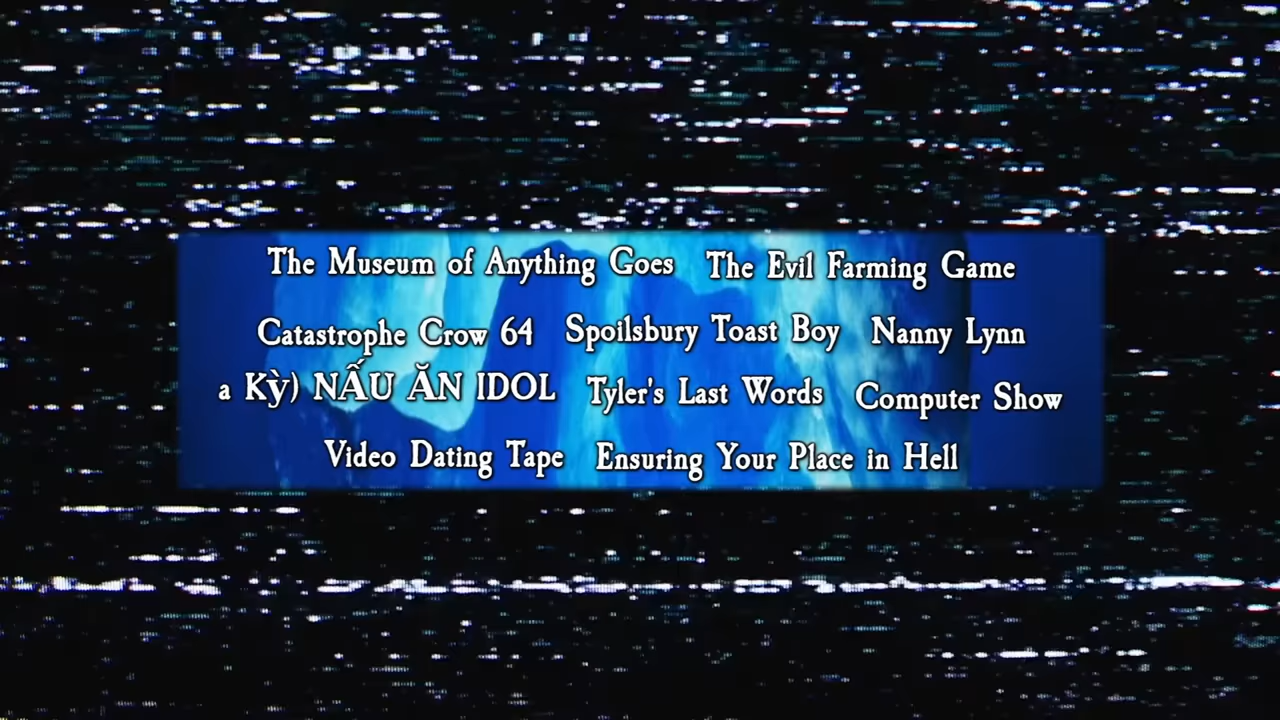 The Museum of Anything Goes The Evil Farming Game
Catastrophe Crow 64 Spoilsbury Toast Boy Nanny Lynn
a Kỳ) NẤU ĂN IDOL Tyler's Last Words Computer Show
Video Dating Tape Ensuring Your Place in Hell